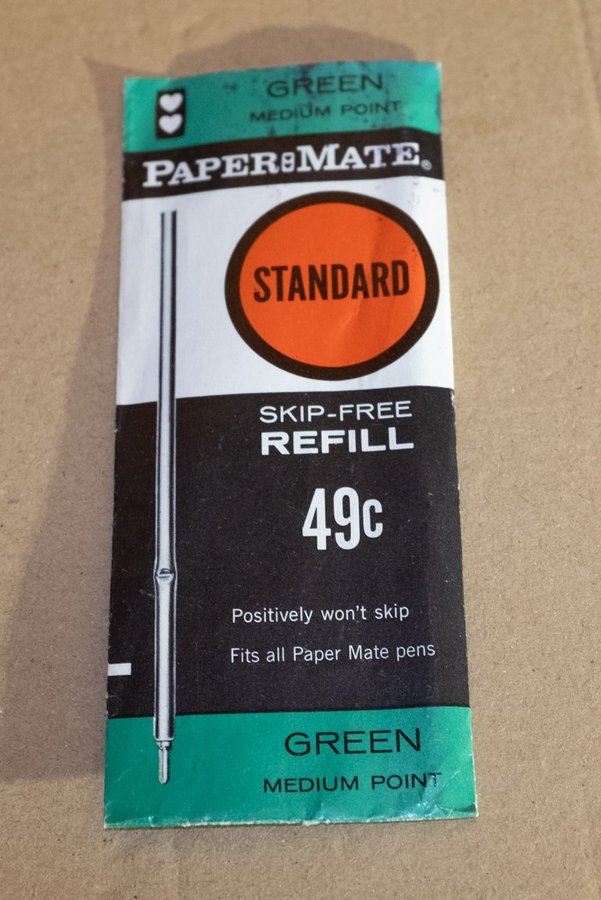 GREEN
MEDIUM POINT
PAPER MATE®
STANDARD
SKIP-FREE
REFILL
49c
Positively won't skip
Fits all Paper Mate pens
GREEN
MEDIUM POINT